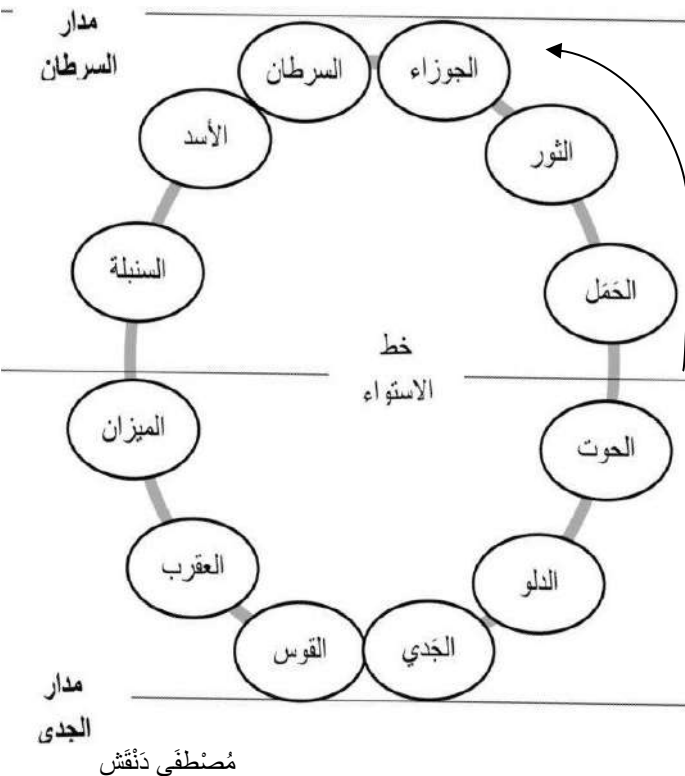 مدار
السرطان
السرطان
الجوزاء
الأسد
الثور
السنبلة
الحَمَل
خط
الاستواء
الميزان
الحوت
العقرب
الدلو
القوس
الجَدي
مدار
الجدى
مُصْطفَى دَنْقَش